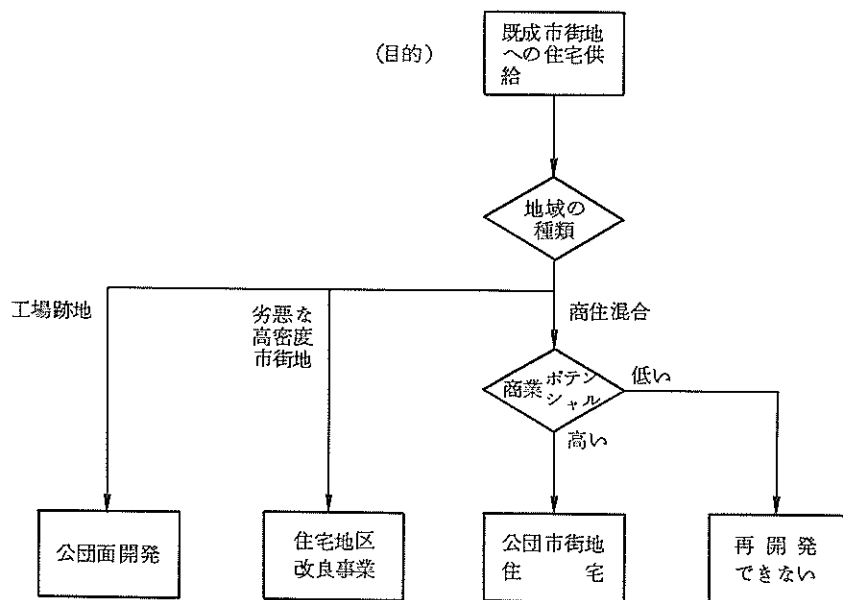 (目的)
既成市街地
への住宅供
給
地域の
種類
工場跡地
劣悪な
高密度
市街地
商住混合
商業ポテン
シャル
低い
高い
公団面開発
住宅地区
改良事業
公団市街地
住宅
再開発
できない